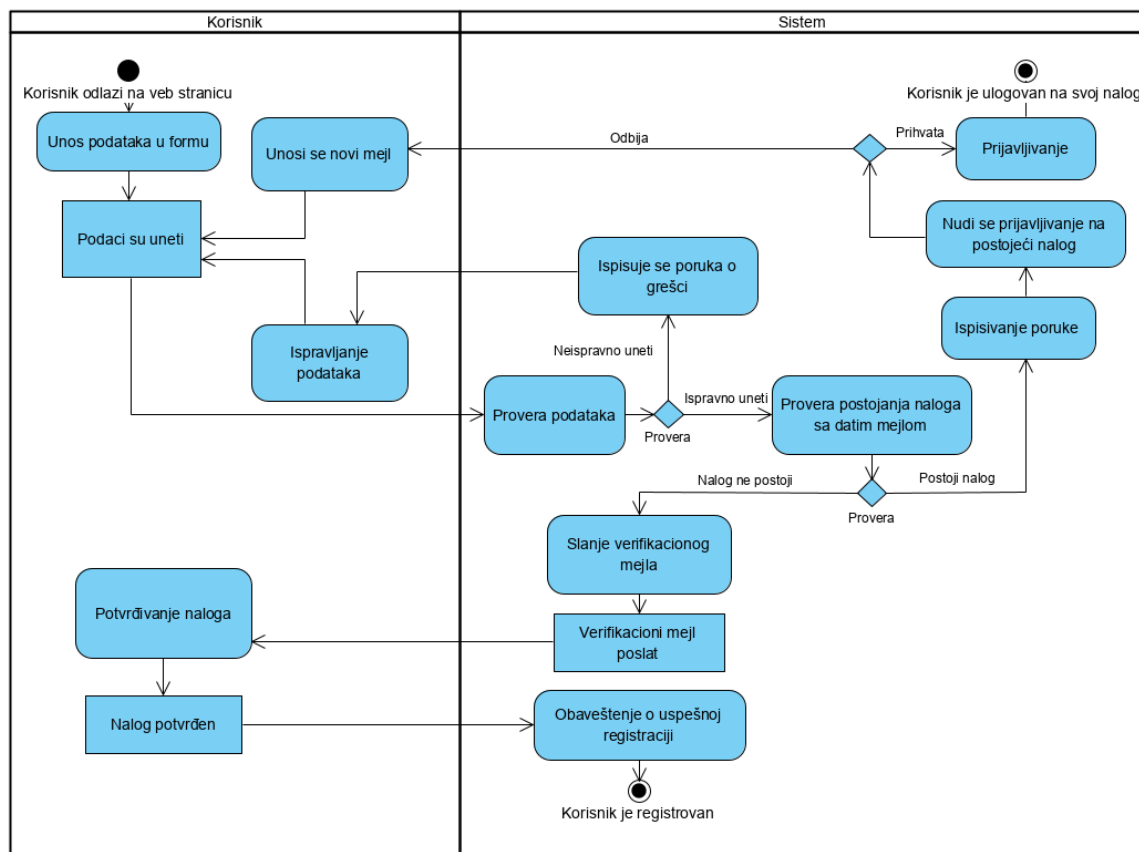 Korisnik
Sistem
Korisnik odlazi na veb stranicu
Unos podataka u formu
Podaci su uneti
Unosi se novi mejl
Ispravljanje
podataka
Odbija
Prihvata
Korisnik je ulogovan na svoj nalog
Prijavljivanje
Nudi se prijavljivanje na
postojeći nalog
Ispisivanje poruke
Ispisuje se poruka o
grešci
Neispravno uneti
Provera podataka
Provera
Ispravno uneti
Provera postojanja naloga
sa datim mejlom
Nalog ne postoji
Postoji nalog
Provera
Slanje verifikacionog
mejla
Verifikacioni mejl
poslat
Potvrđivanje naloga
Nalog potvrđen
Obaveštenje o uspešnoj
registraciji
Korisnik je registrovan